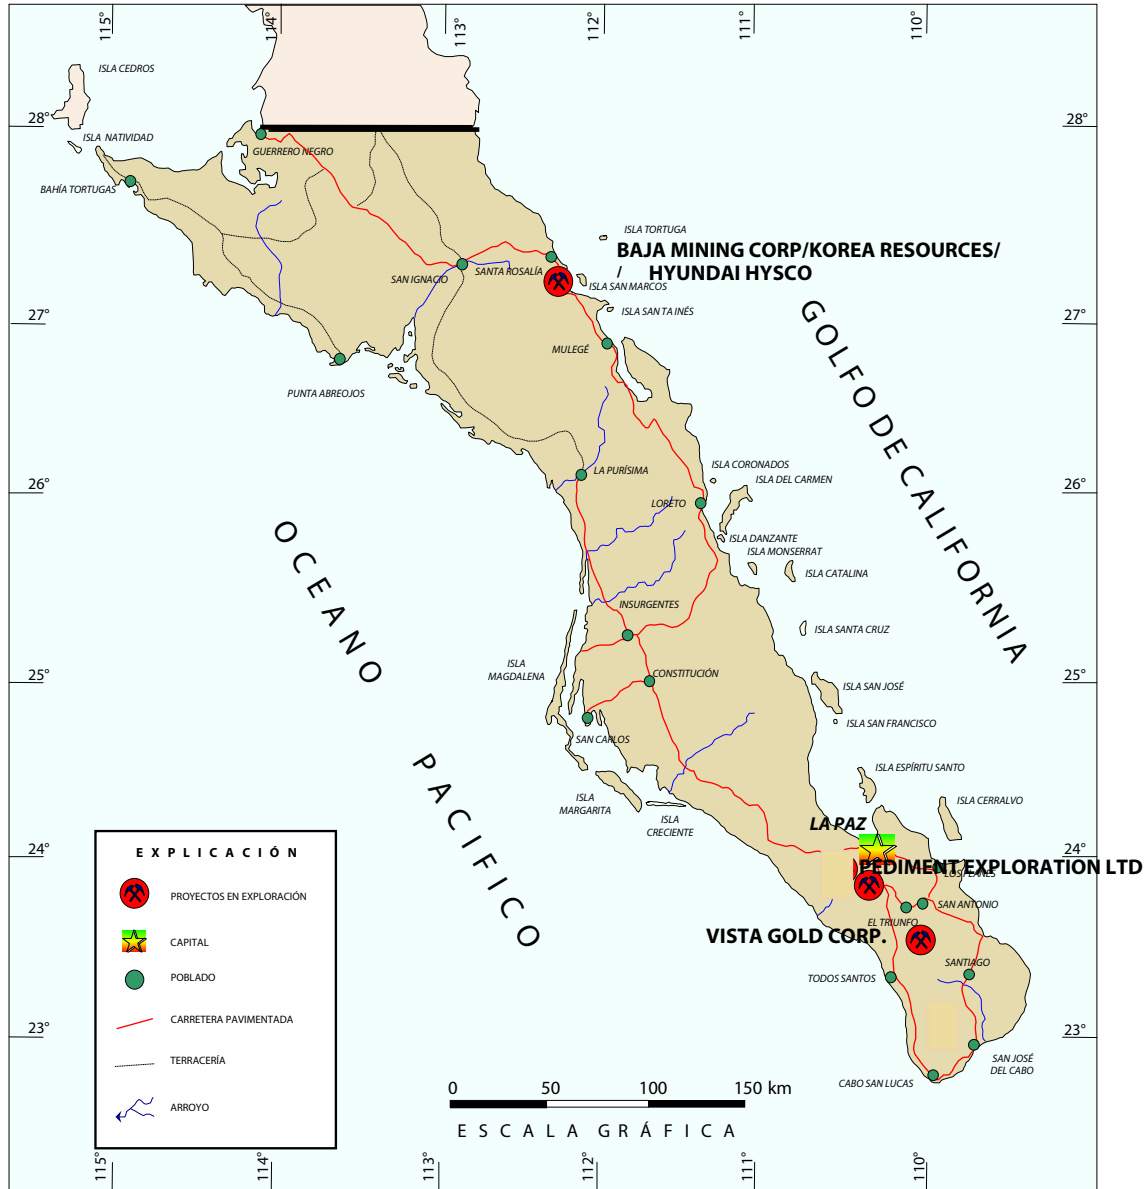 115°
114°
113°
112°
111°
110°
ISLA CEDROS
28°
28°
ISLA NATIVIDAD
GUERRERO NEGRO
BAHÍA TORTUGAS
ISLA TORTUGA
BAJA MINING CORP/KOREA RESOURCES/
/ HYUNDAI HYSCO
SANTA ROSALÍA
SAN IGNACIO
ISLA SAN MARCOS
ISLA SAN TA INÉS
27°
27°
MULEGÉ
PUNTA ABREOJOS
GOLFO DE CALIFORNIA
LA PURÍSIMA
ISLA CORONADOS
ISLA DEL CARMEN
26°
26°
LORETO
ISLA DANZANTE
ISLA MONSERRAT
ISLA CATALINA
OCEANO
INSURGENTES
ISLA SANTA CRUZ
ISLA
MAGDALENA
CONSTITUCIÓN
25°
25°
ISLA SAN JOSÉ
ISLA SAN FRANCISCO
SAN CARLOS
PACIFICO
ISLA ESPÍRITU SANTO
ISLA
MARGARITA
ISLA
CRECIENTE
ISLA CERRALVO
LA PAZ
24°
24°
PEDIMENT EXPLORATION LTD
LOS PLANES
SAN ANTONIO
EL TRIUNFO
VISTA GOLD CORP.
SANTIAGO
TODOS SANTOS
23°
23°
SAN JOSÉ
DEL CABO
CABO SAN LUCAS
EXPLICACIÓN
PROYECTOS EN EXPLORACIÓN
CAPITAL
POBLADO
CARRETERA PAVIMENTADA
TERRACERÍA
ARROYO
0 50 100 150 km
ESCALA GRÁFICA
115°
114°
113°
112°
111°
110°